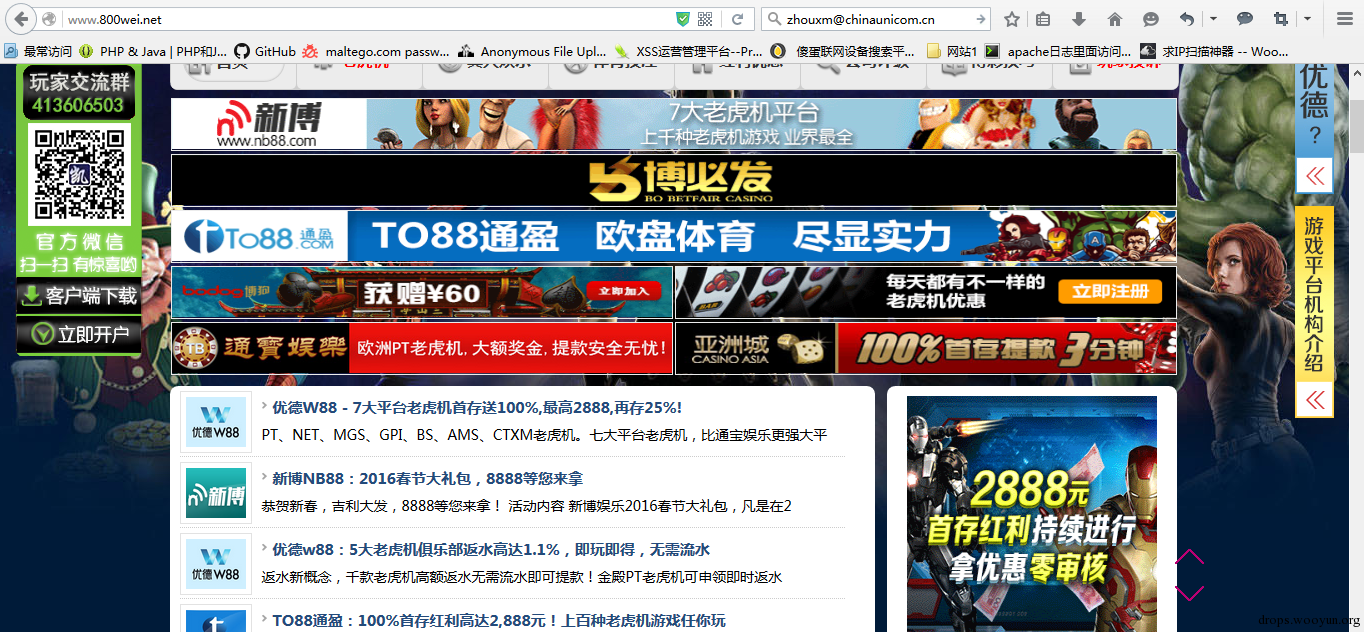 www.800wei.net
zhouxm@chinaunicom.cn
最常访问
PHP & Java | PHP和J...
GitHub
maltego.com passw...
Anonymous File Upl...
XSS运营管理平台--Pr...
傻蛋联网设备搜索平...
网站1
apache日志里面访问...
求IP扫描神器 -- Woo...
玩家交流群
413606503
凯
官方微信
扫一扫 有惊喜哟
客户端下载
立即开户
新博
www.nb88.com
7大老虎机平台
上千种老虎机游戏 业界最全
博必发
BO BETFAIR CASINO
TO88通盈.COM
TO88通盈 欧盘体育 尽显实力
bodog博狗
获赠¥60
立即加入
每天都有不一样的
老虎机优惠
立即注册
TB
通寶娱樂
欧洲PT老虎机, 大额奖金, 提款安全无忧!
亚洲城
CASINO ASIA
100%首存提款3分钟
优德W88
优德W88 - 7大平台老虎机首存送100%,最高2888,再存25%!
PT、NET、MGS、GPI、BS、AMS、CTXM老虎机。七大平台老虎机，比通宝娱乐更强大平
新博
新博NB88：2016春节大礼包，8888等您来拿
恭贺新春，吉利大发，8888等您来拿！ 活动内容 新博娱乐2016春节大礼包，凡是在2
优德W88
优德w88：5大老虎机俱乐部返水高达1.1%，即玩即得，无需流水
返水新概念，千款老虎机高额返水无需流水即可提款！金殿PT老虎机可申领即时返水
TO88通盈：100%首存红利高达2,888元！上百种老虎机游戏任你玩
2888元
首存红利持续进行
拿优惠零审核
优德？
游戏平台机构介绍
drops.wooyun.org